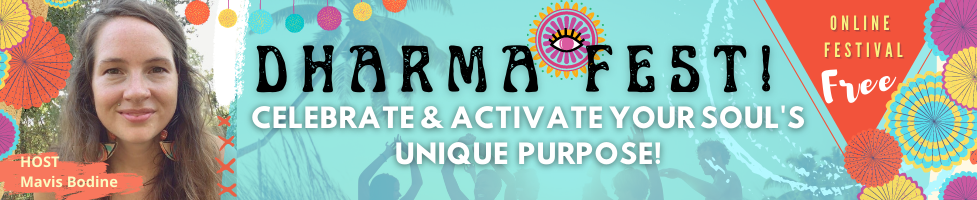 HOST
Mavis Bodine
DHARMA FEST!
CELEBRATE & ACTIVATE YOUR SOUL'S
UNIQUE PURPOSE!
ONLINE
FESTIVAL
Free